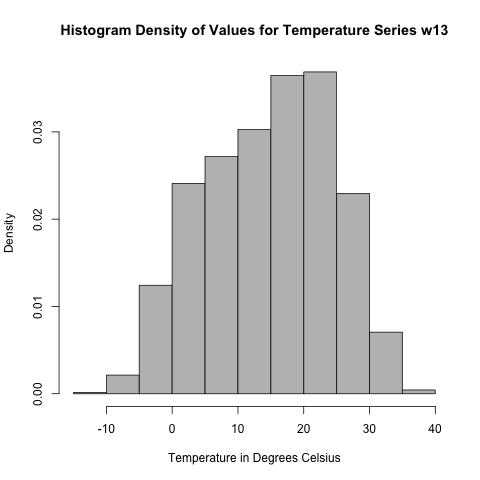 Histogram Density of Values for Temperature Series w13
Density
0.03
0.02
0.01
0.00
-10 0 10 20 30 40
Temperature in Degrees Celsius